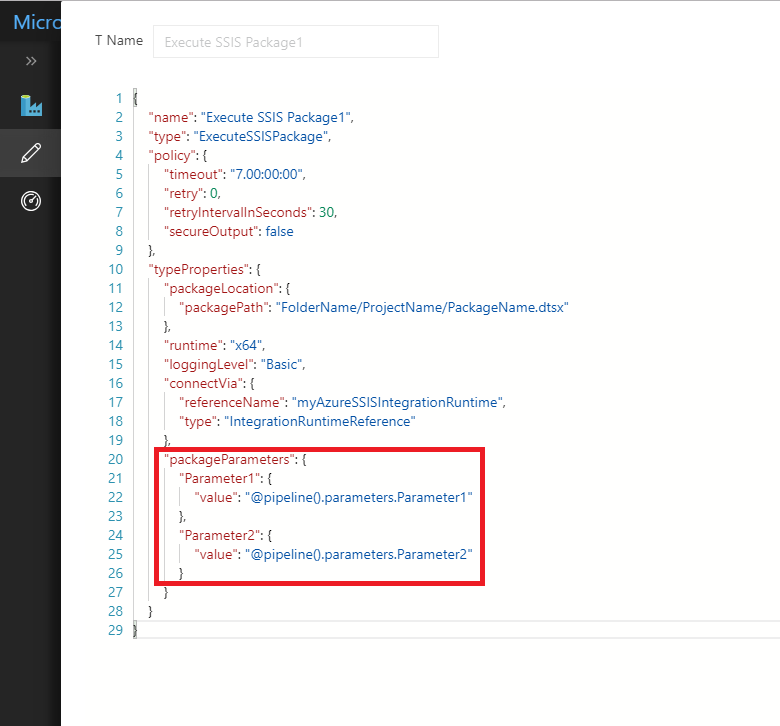 Micro
T Name Execute SSIS Package1
1 {
2 "name": "Execute SSIS Package1",
3 "type": "ExecuteSSISPackage",
4 "policy": {
5 "timeout": "7.00:00:00",
6 "retry": 0,
7 "retryIntervalInSeconds": 30,
8 "secureOutput": false
9 },
10 "typeProperties": {
11 "packageLocation": {
12 "packagePath": "FolderName/ProjectName/PackageName.dtsx"
13 },
14 "runtime": "x64",
15 "loggingLevel": "Basic",
16 "connectVia": {
17 "referenceName": "myAzureSSISIntegrationRuntime",
18 "type": "IntegrationRuntimeReference"
19 },
20 "packageParameters": {
21 "Parameter1": {
22 "value": "@pipeline().parameters.Parameter1"
23 },
24 "Parameter2": {
25 "value": "@pipeline().parameters.Parameter2"
26 }
27 }
28 }
29 }